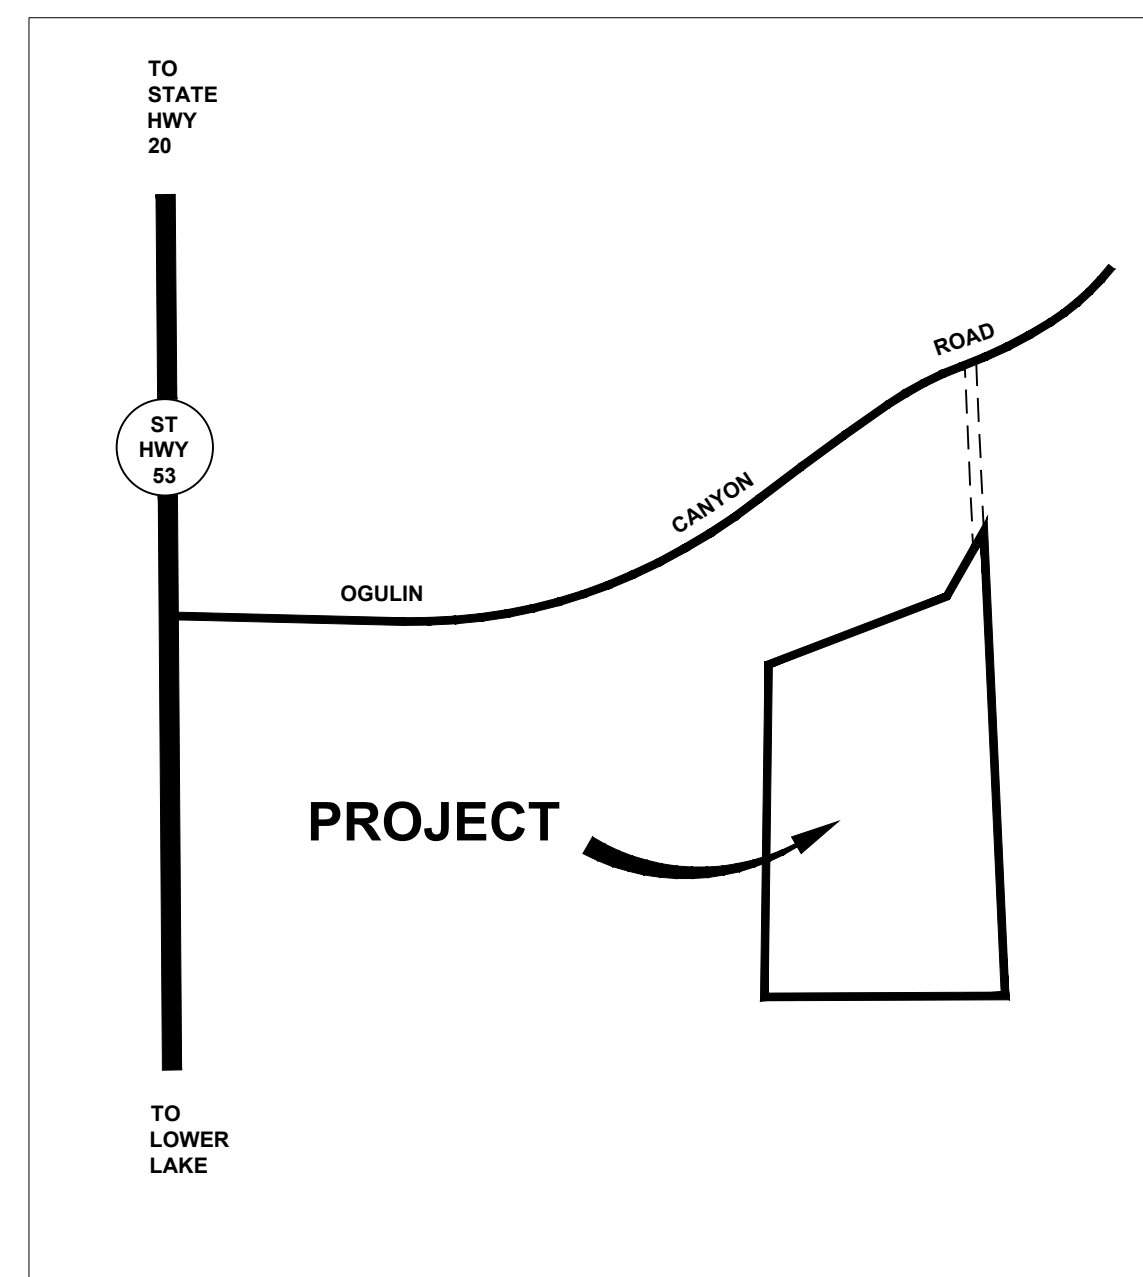 TO
STATE
HWY
20
ROAD
ST
HWY
53
CANYON
OGULIN
PROJECT
TO
LOWER
LAKE